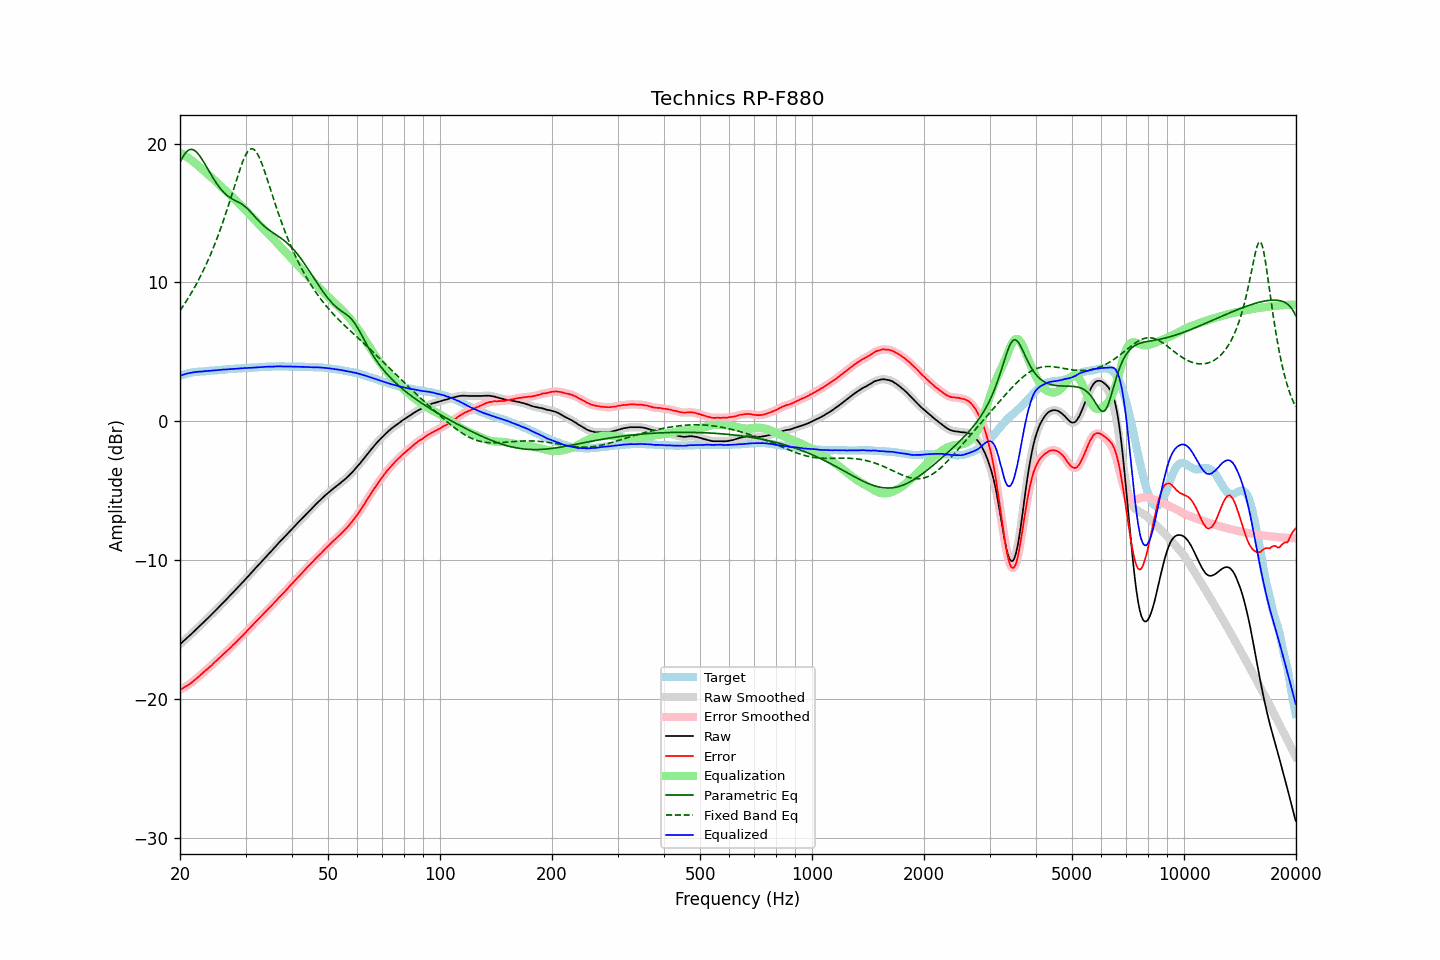 Technics RP-F880
Amplitude (dBr)
20
10
0
−10
−20
−30
Target
Raw Smoothed
Error Smoothed
Raw
Error
Equalization
Parametric Eq
Fixed Band Eq
Equalized
20 50 100 200 500 1000 2000 5000 10000 20000
Frequency (Hz)